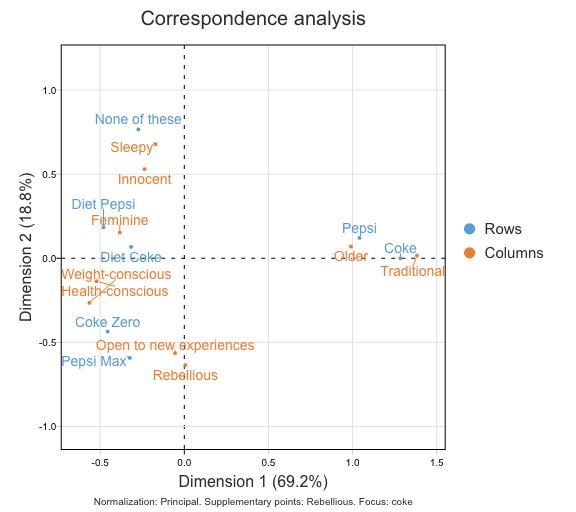 Correspondence analysis
Dimension 2 (18.8%)
1.0
0.5
0.0
-0.5
-1.0
None of these
Sleepy
Innocent
Diet Pepsi
Feminine
Pepsi
Diet Coke
Older
Coke
Traditional
Weight-conscious
Health-conscious
Coke Zero
Open to new experiences
Pepsi Max
Rebellious
Rows
Columns
-0.5
0.0
0.5
1.0
1.5
Dimension 1 (69.2%)
Normalization: Principal. Supplementary points: Rebellious. Focus: coke